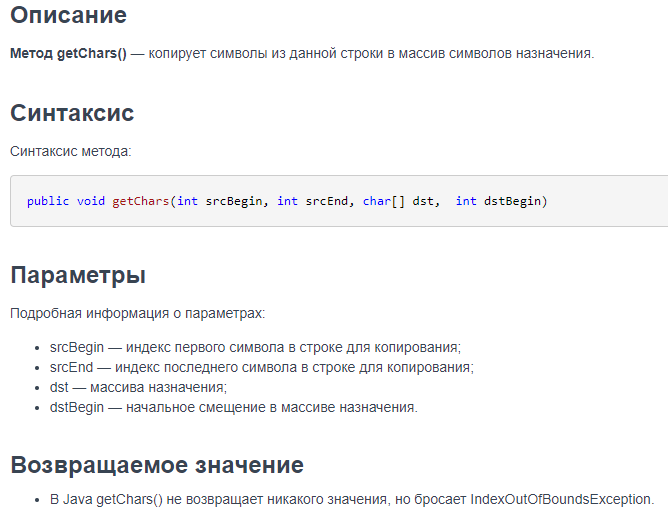 Описание
Метод getChars() — копирует символы из данной строки в массив символов назначения.
Синтаксис
Синтаксис метода:
public void getChars(int srcBegin, int srcEnd, char[] dst,  int dstBegin)
Параметры
Подробная информация о параметрах:
• srcBegin — индекс первого символа в строке для копирования;
• srcEnd — индекс последнего символа в строке для копирования;
• dst — массива назначения;
• dstBegin — начальное смещение в массиве назначения.
Возвращаемое значение
• В Java getChars() не возвращает никакого значения, но бросает IndexOutOfBoundsException.